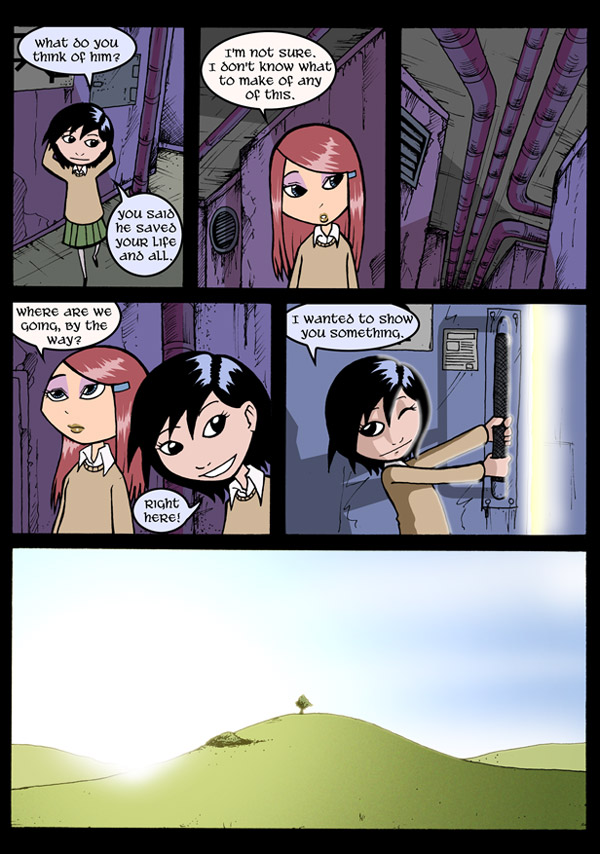 What do you
think of him?
You said
he saved
your life
and all.
I'm not sure.
I don't know what
to make of any
of this.
Where are we
going, by the
way?
Right
here!
I wanted to show
you something.